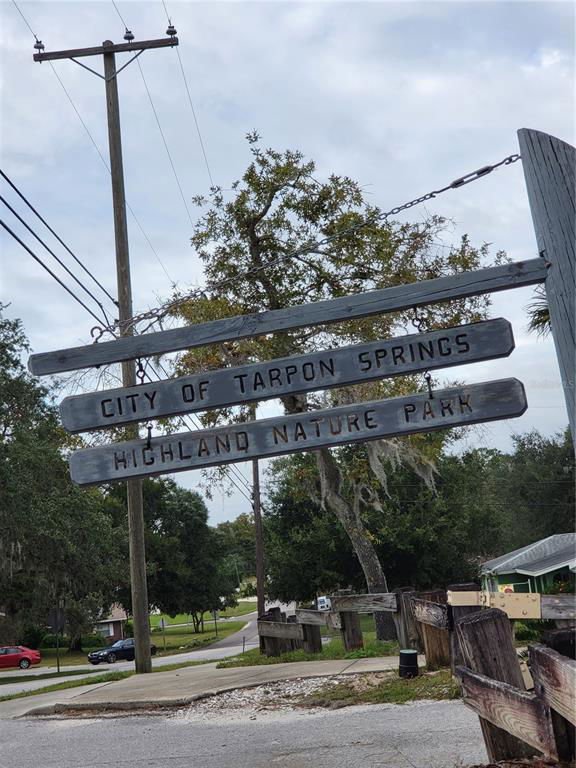 CITY OF TARPON SPRINGS
HIGHLAND NATURE PARK